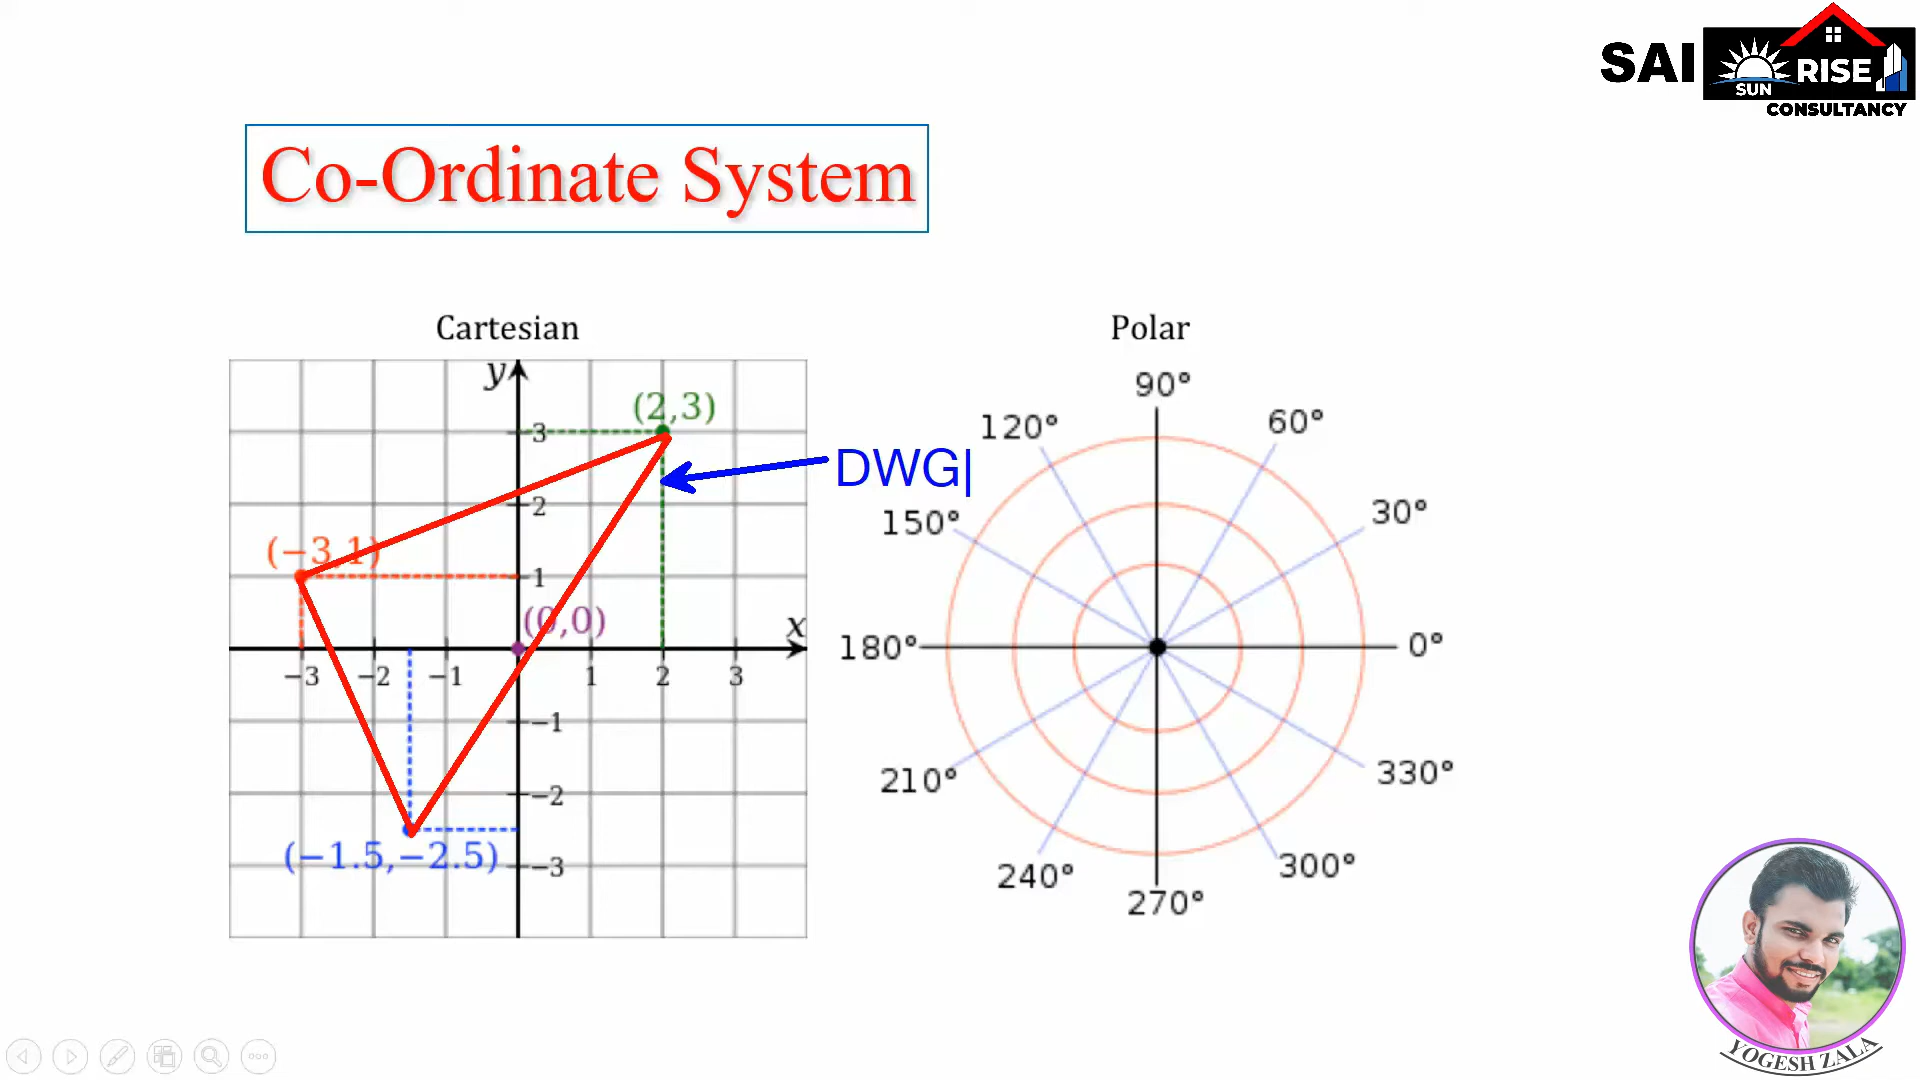 SAI
SUN RISE
CONSULTANCY
Co-Ordinate System
Cartesian
y
(2,3)
3
2
(−3,1)
1
(0,0)
x
−3 −2 −1 1 2 3
−1
−2
(−1.5,−2.5)
−3
DWG
Polar
90°
120° 60°
150° 30°
180° 0°
210° 330°
240° 300°
270°
YOGESH ZALA